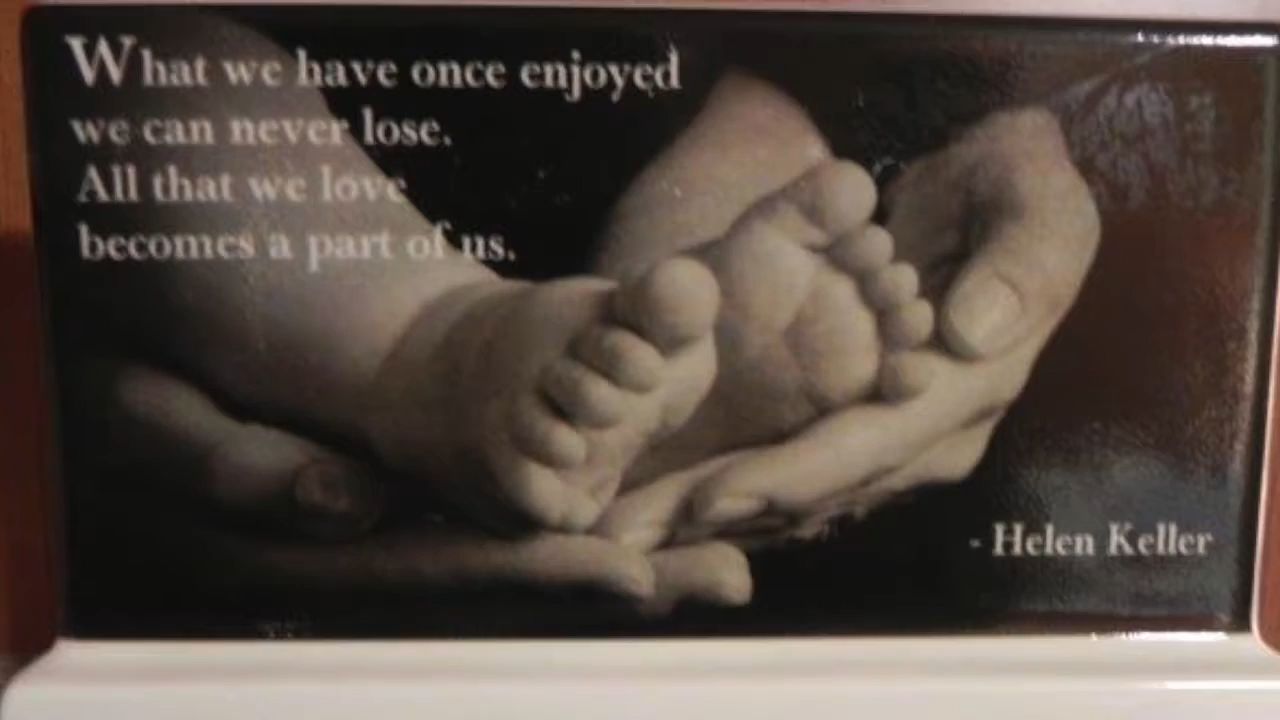 What we have once enjoyed
we can never lose.
All that we love
becomes a part of us.
- Helen Keller